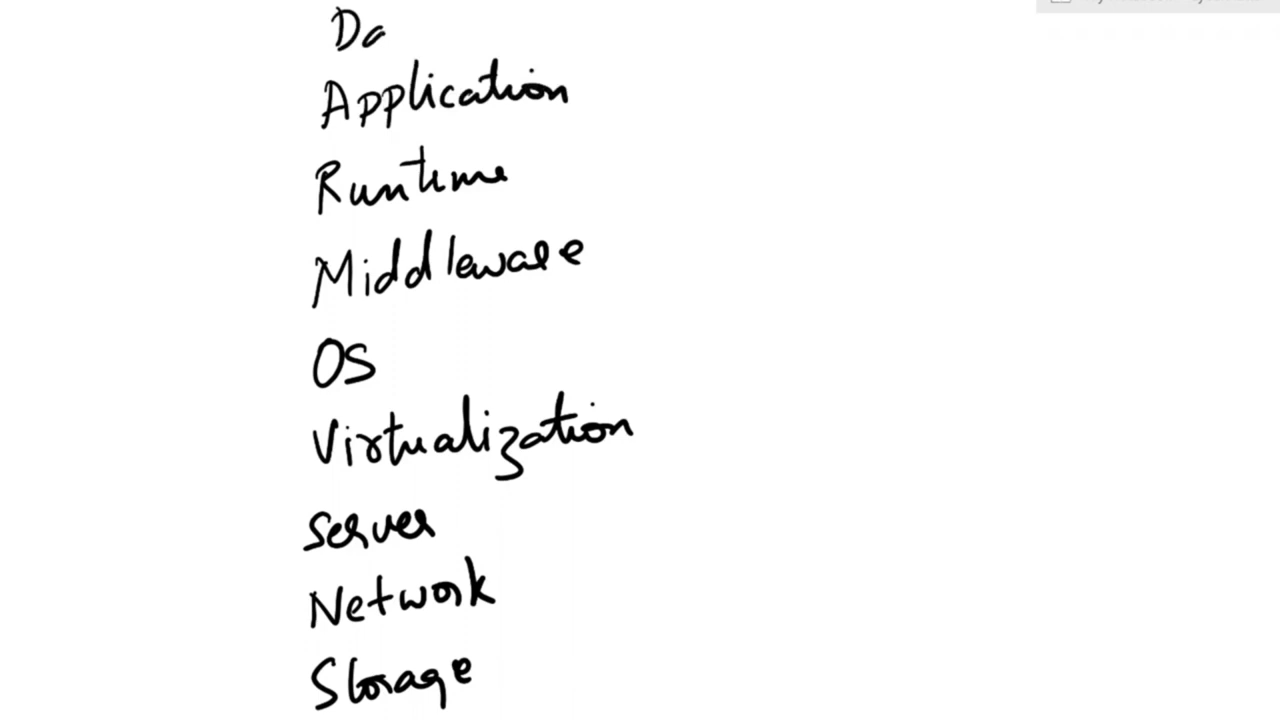 Da
Application
Runtime
Middleware
OS
Virtualization
Server
Network
Storage